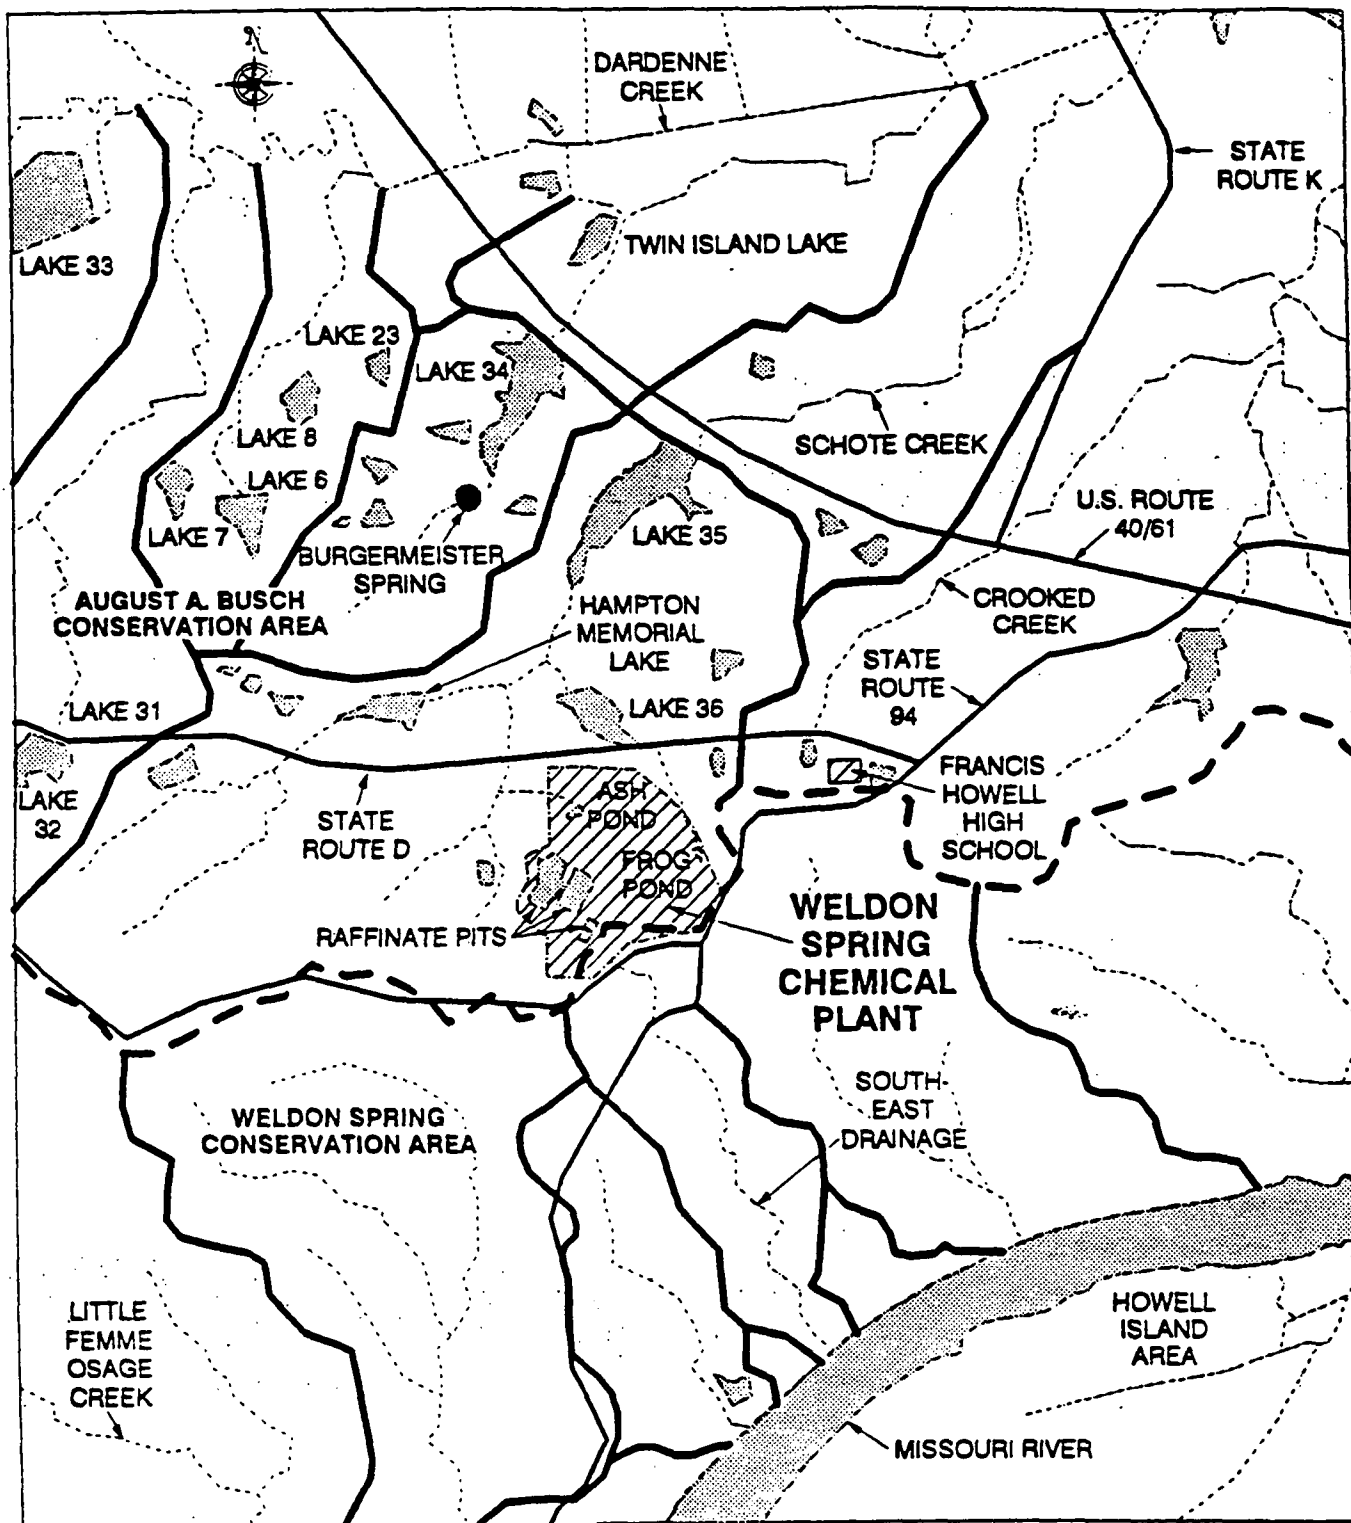 N
DARDENNE
CREEK
STATE
ROUTE K
TWIN ISLAND LAKE
LAKE 33
LAKE 23
LAKE 34
LAKE 8
SCHOTE CREEK
LAKE 6
U.S. ROUTE
40/61
LAKE 7
LAKE 35
BURGERMEISTER
SPRING
AUGUST A. BUSCH
CONSERVATION AREA
HAMPTON
MEMORIAL
LAKE
CROOKED
CREEK
STATE
ROUTE
94
LAKE 31
LAKE 36
LAKE
32
STATE
ROUTE D
ASH
POND
FRANCIS
HOWELL
HIGH
SCHOOL
FROG
POND
RAFFINATE PITS
WELDON
SPRING
CHEMICAL
PLANT
WELDON SPRING
CONSERVATION AREA
SOUTH-
EAST
DRAINAGE
LITTLE
FEMME
OSAGE
CREEK
HOWELL
ISLAND
AREA
MISSOURI RIVER